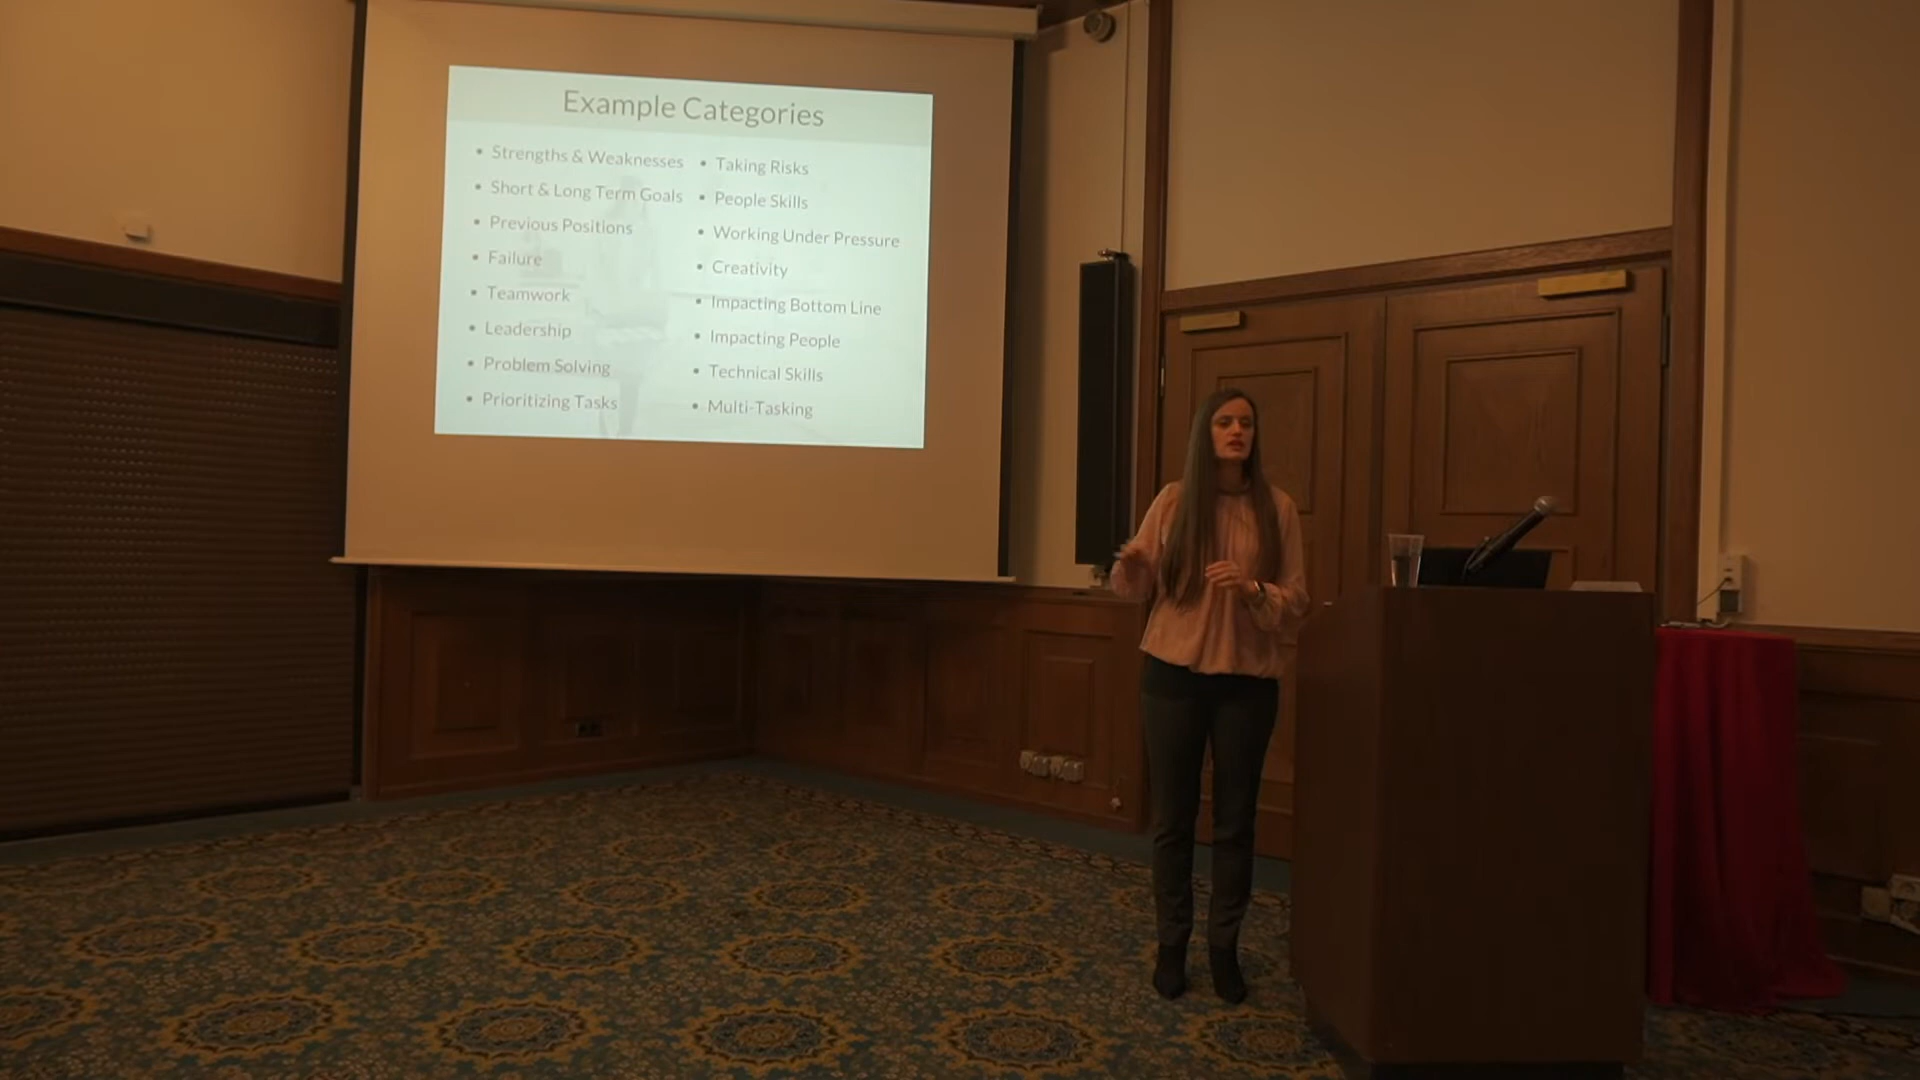 Example Categories
• Strengths & Weaknesses
• Short & Long Term Goals
• Previous Positions
• Failure
• Teamwork
• Leadership
• Problem Solving
• Prioritizing Tasks
• Taking Risks
• People Skills
• Working Under Pressure
• Creativity
• Impacting Bottom Line
• Impacting People
• Technical Skills
• Multi-Tasking